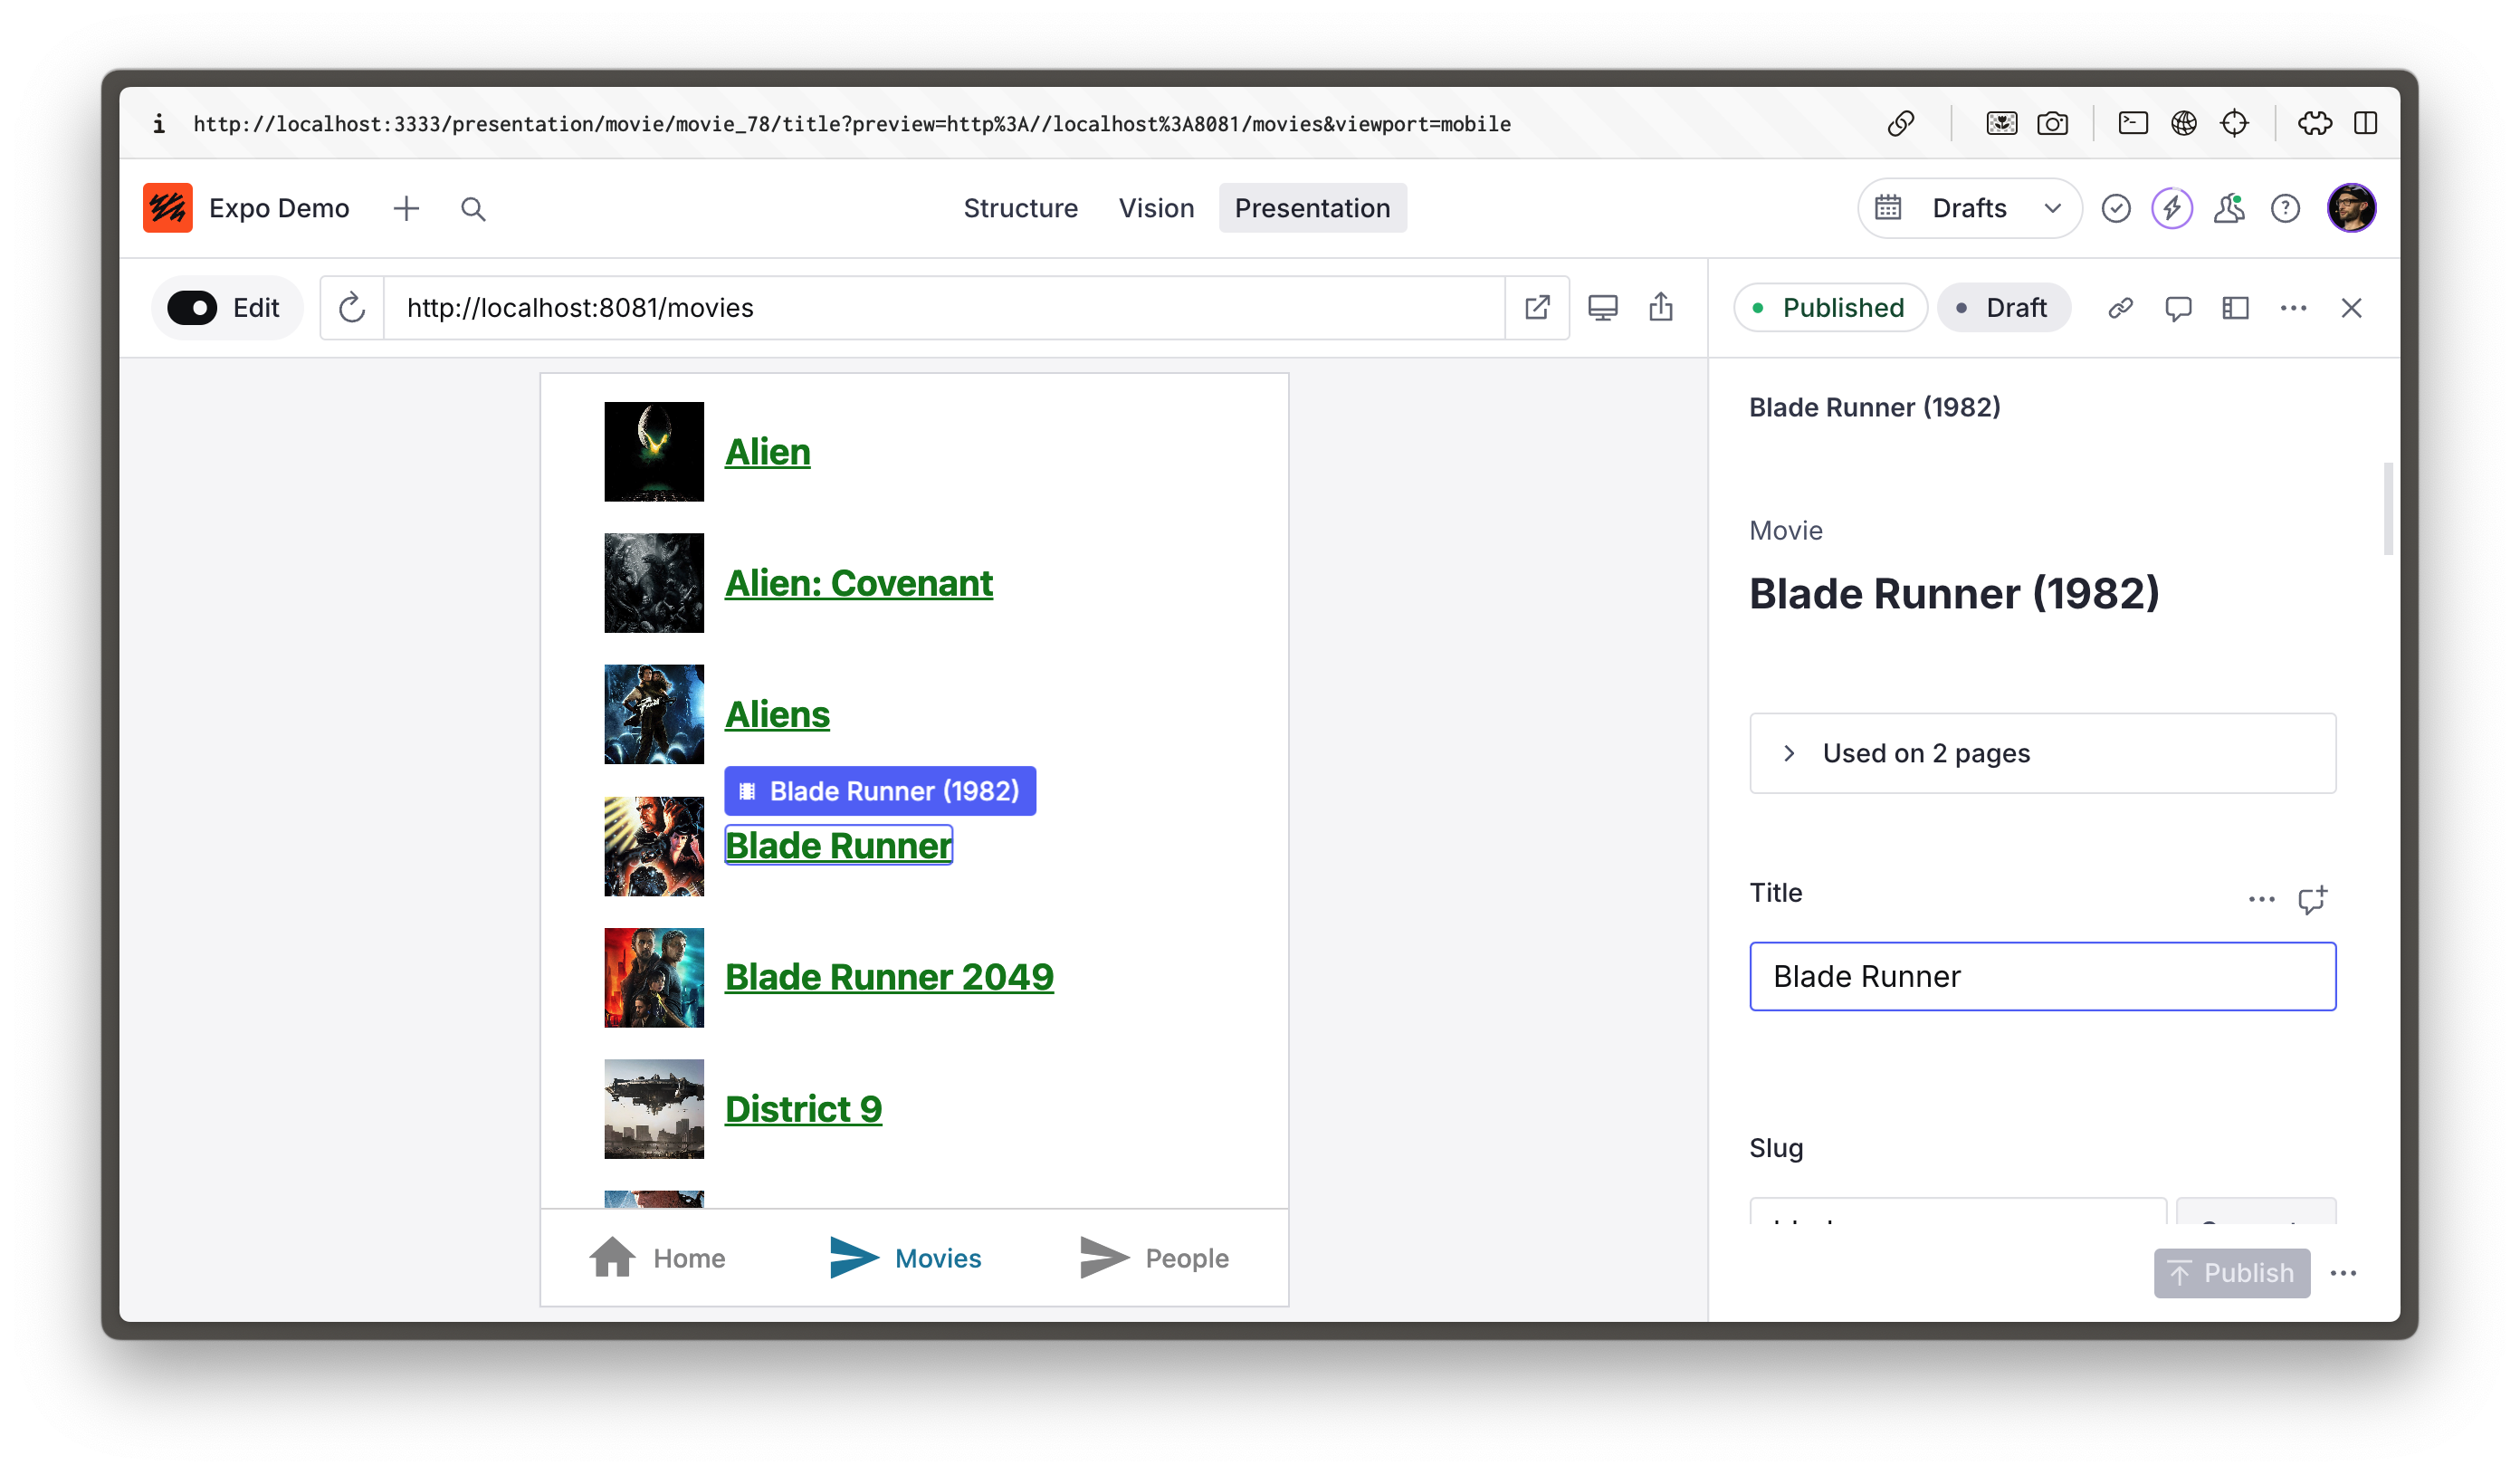 http://localhost:3333/presentation/movie/movie_78/title?preview=http%3A//localhost%3A8081/movies&viewport=mobile
Expo Demo
Structure
Vision
Presentation
Drafts
Edit
http://localhost:8081/movies
Published
Draft
Alien
Alien: Covenant
Aliens
Blade Runner (1982)
Blade Runner
Blade Runner 2049
District 9
Home
Movies
People
Blade Runner (1982)
Movie
Blade Runner (1982)
Used on 2 pages
Title
Blade Runner
Slug
Publish